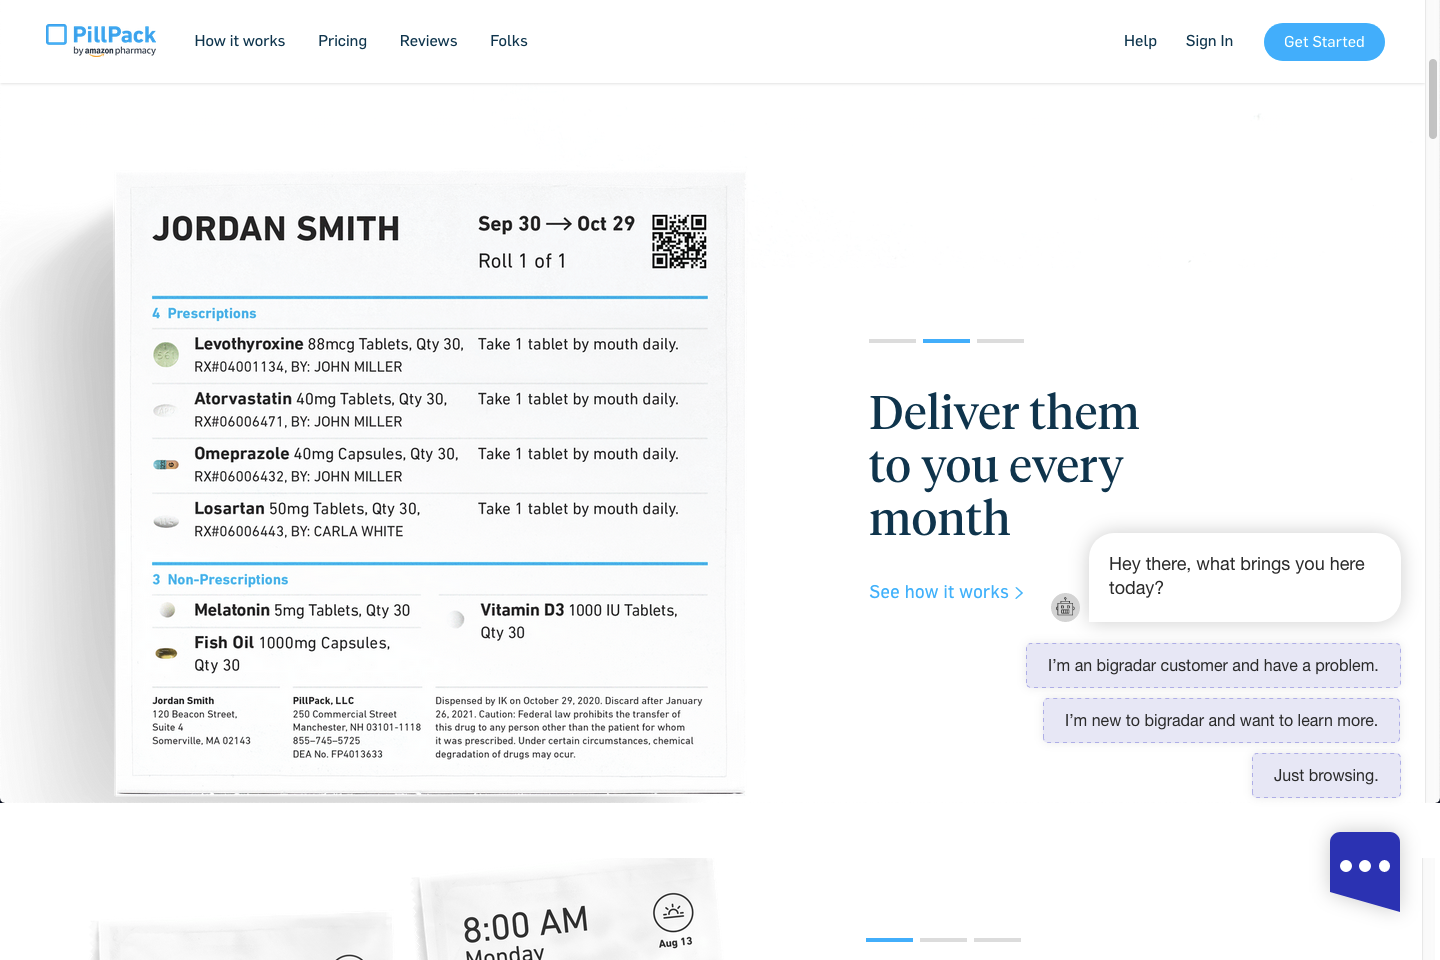 PillPack
by amazon pharmacy
How it works
Pricing
Reviews
Folks
Help
Sign In
Get Started
JORDAN SMITH
Sep 30 → Oct 29
Roll 1 of 1
4 Prescriptions
Levothyroxine 88mcg Tablets, Qty 30, Take 1 tablet by mouth daily.
RX#04001134, BY: JOHN MILLER
Atorvastatin 40mg Tablets, Qty 30, Take 1 tablet by mouth daily.
RX#06006471, BY: JOHN MILLER
Omeprazole 40mg Capsules, Qty 30, Take 1 tablet by mouth daily.
RX#06006432, BY: JOHN MILLER
Losartan 50mg Tablets, Qty 30, Take 1 tablet by mouth daily.
RX#06006443, BY: CARLA WHITE
3 Non-Prescriptions
Melatonin 5mg Tablets, Qty 30
Fish Oil 1000mg Capsules,
Qty 30
Vitamin D3 1000 IU Tablets,
Qty 30
Jordan Smith
120 Beacon Street,
Suite 4
Somerville, MA 02143
PillPack, LLC
250 Commercial Street
Manchester, NH 03101-1118
855–745–5725
DEA No. FP4013633
Dispensed by IK on October 29, 2020. Discard after January
26, 2021. Caution: Federal law prohibits the transfer of
this drug to any person other than the patient for whom
it was prescribed. Under certain circumstances, chemical
degradation of drugs may ocur.
Deliver them
to you every
month
See how it works >
Hey there, what brings you here
today?
I'm an bigradar customer and have a problem.
I'm new to bigradar and want to learn more.
Just browsing.
8:00 AM
Monday
Aug 13